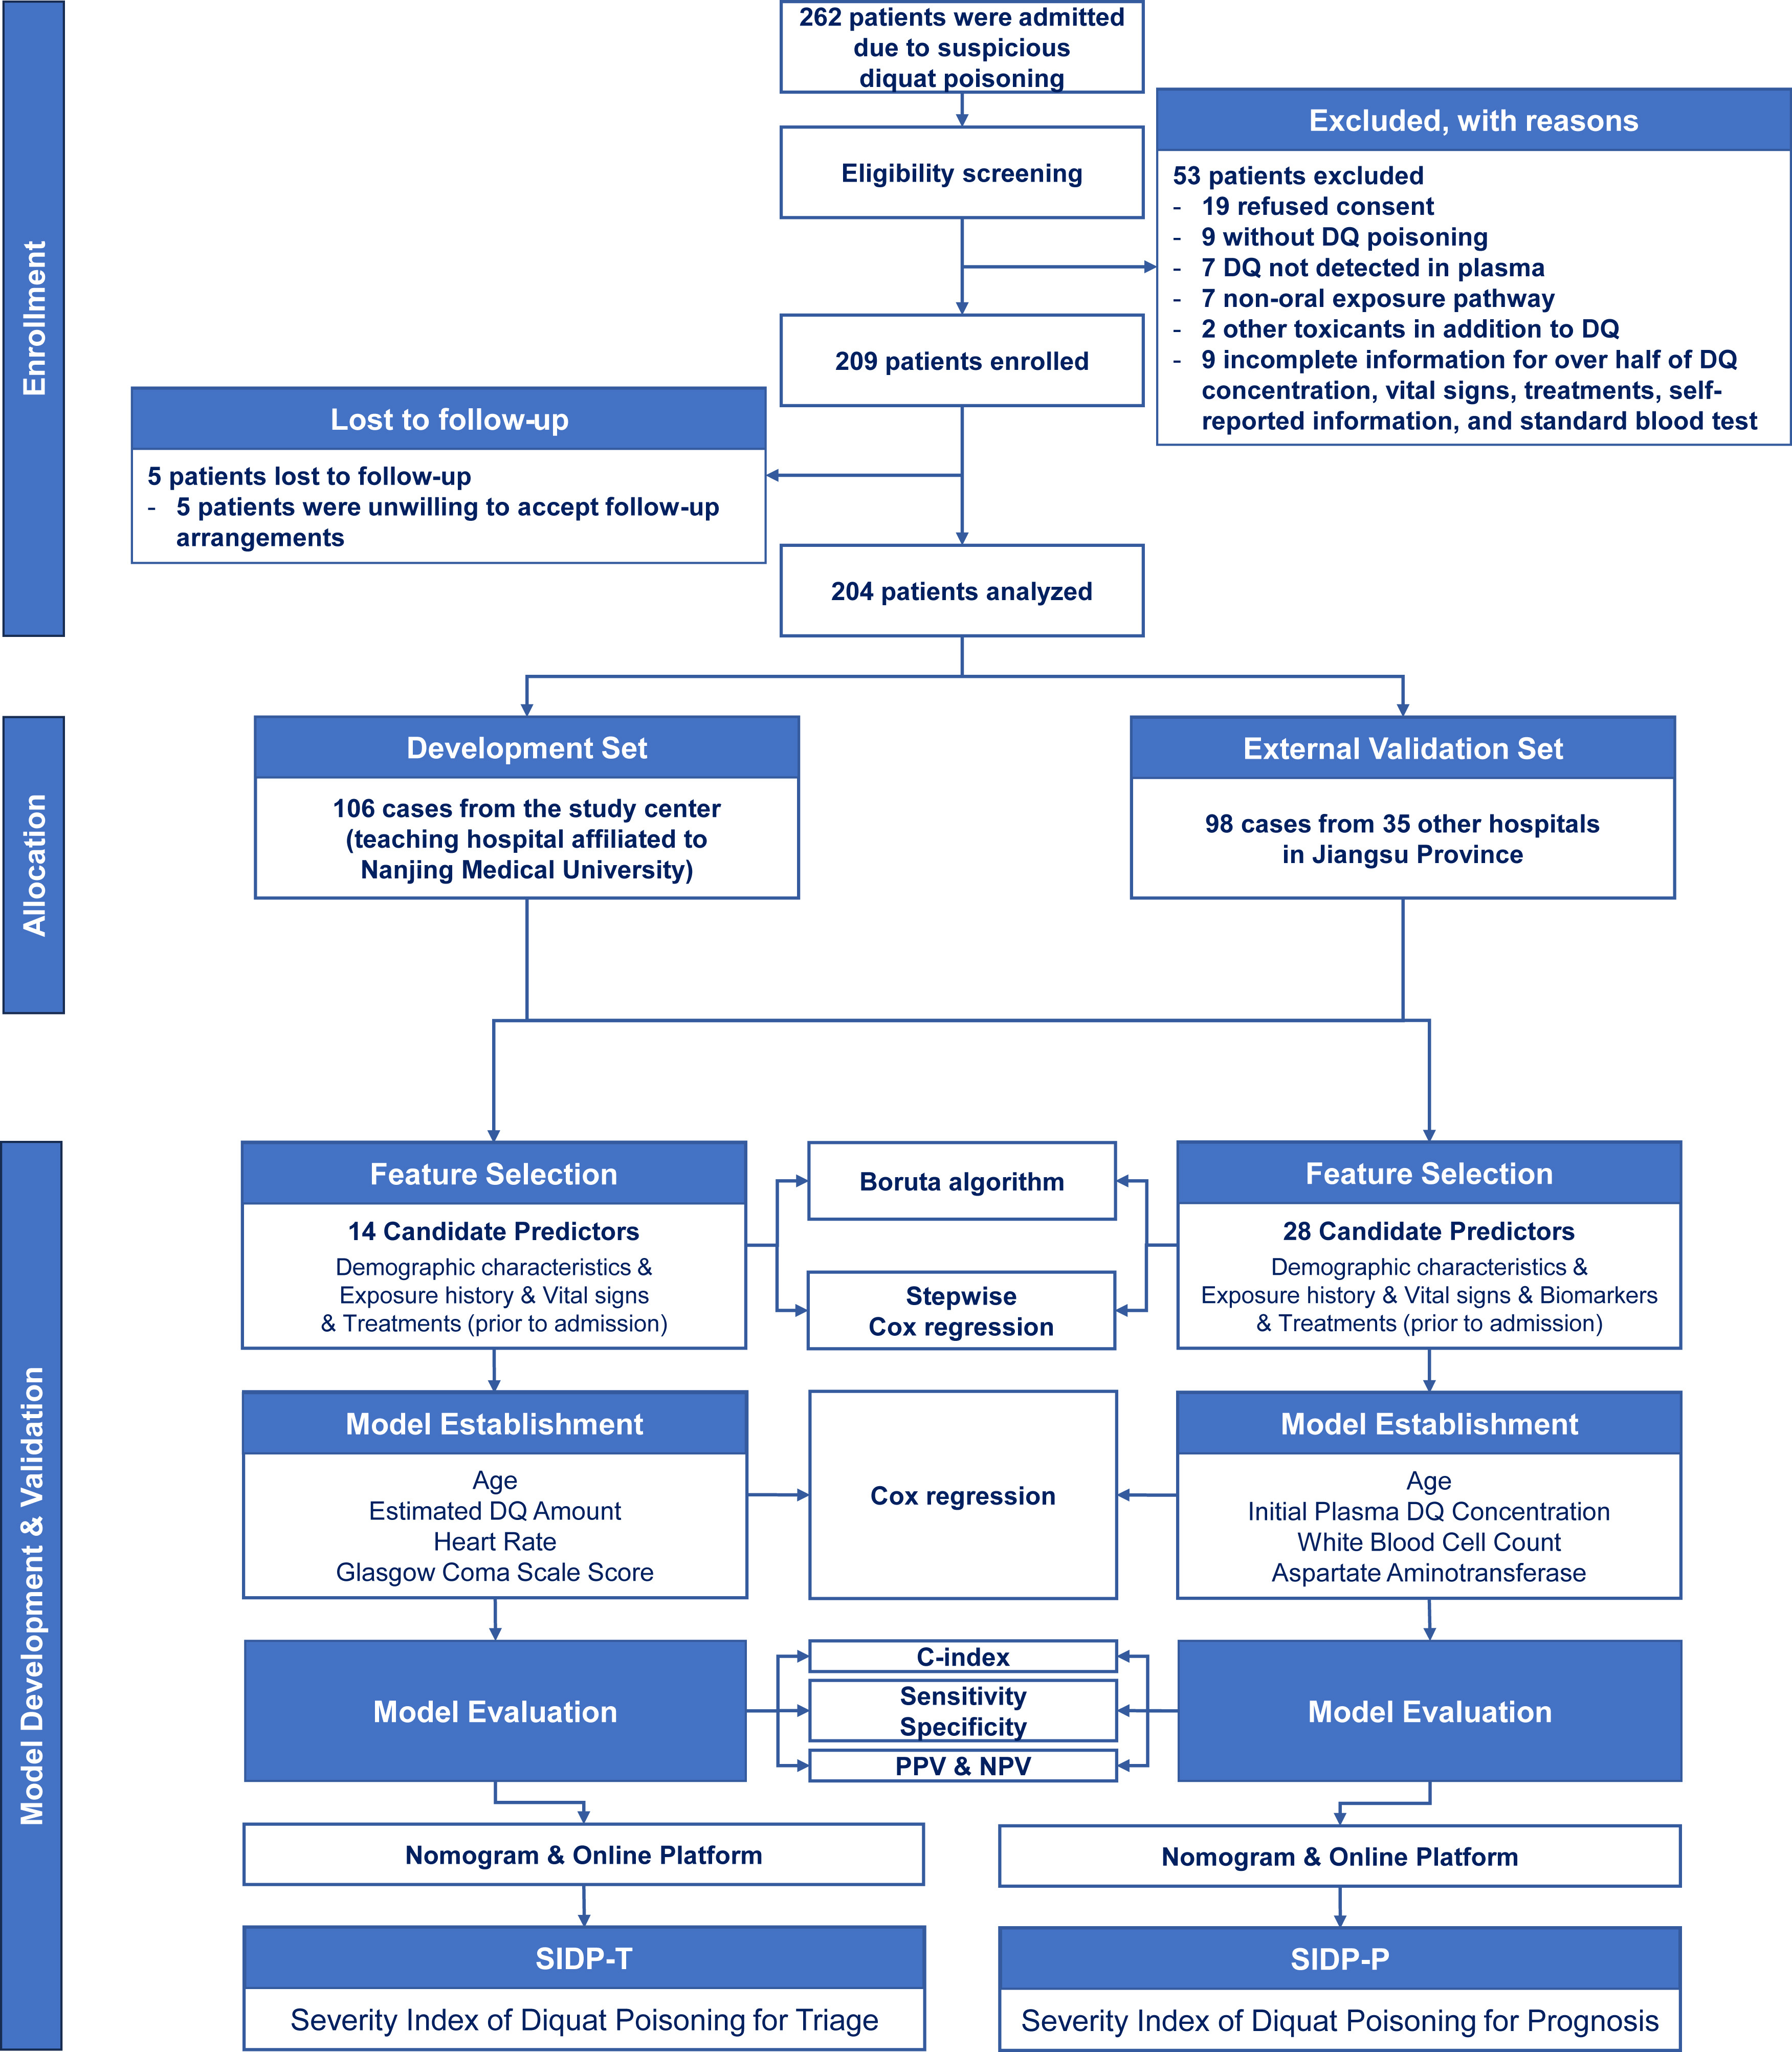 262 patients were admitted
due to suspicious
diquat poisoning
Eligibility screening
Excluded, with reasons
53 patients excluded
- 19 refused consent
- 9 without DQ poisoning
- 7 DQ not detected in plasma
- 7 non-oral exposure pathway
- 2 other toxicants in addition to DQ
- 9 incomplete information for over half of DQ
concentration, vital signs, treatments, self-
reported information, and standard blood test
Enrollment
209 patients enrolled
Lost to follow-up
5 patients lost to follow-up
- 5 patients were unwilling to accept follow-up
arrangements
204 patients analyzed
Allocation
Development Set
106 cases from the study center
(teaching hospital affiliated to
Nanjing Medical University)
External Validation Set
98 cases from 35 other hospitals
in Jiangsu Province
Model Development & Validation
Feature Selection
14 Candidate Predictors
Demographic characteristics &
Exposure history & Vital signs
& Treatments (prior to admission)
Boruta algorithm
Stepwise
Cox regression
Feature Selection
28 Candidate Predictors
Demographic characteristics &
Exposure history & Vital signs & Biomarkers
& Treatments (prior to admission)
Model Establishment
Age
Estimated DQ Amount
Heart Rate
Glasgow Coma Scale Score
Cox regression
Model Establishment
Age
Initial Plasma DQ Concentration
White Blood Cell Count
Aspartate Aminotransferase
Model Evaluation
C-index
Sensitivity
Specificity
PPV & NPV
Model Evaluation
Nomogram & Online Platform
Nomogram & Online Platform
SIDP-T
Severity Index of Diquat Poisoning for Triage
SIDP-P
Severity Index of Diquat Poisoning for Prognosis